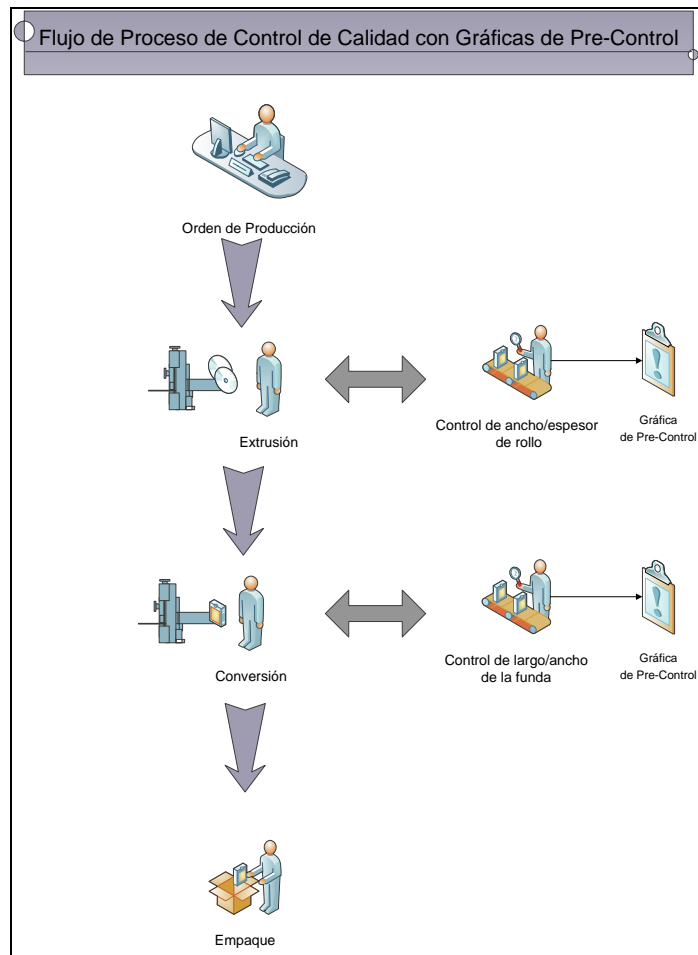 Flujo de Proceso de Control de Calidad con Gráficas de Pre-Control
Orden de Producción
Extrusión
Control de ancho/espesor
de rollo
Gráfica
de Pre-Control
Conversión
Control de largo/ancho
de la funda
Gráfica
de Pre-Control
Empaque